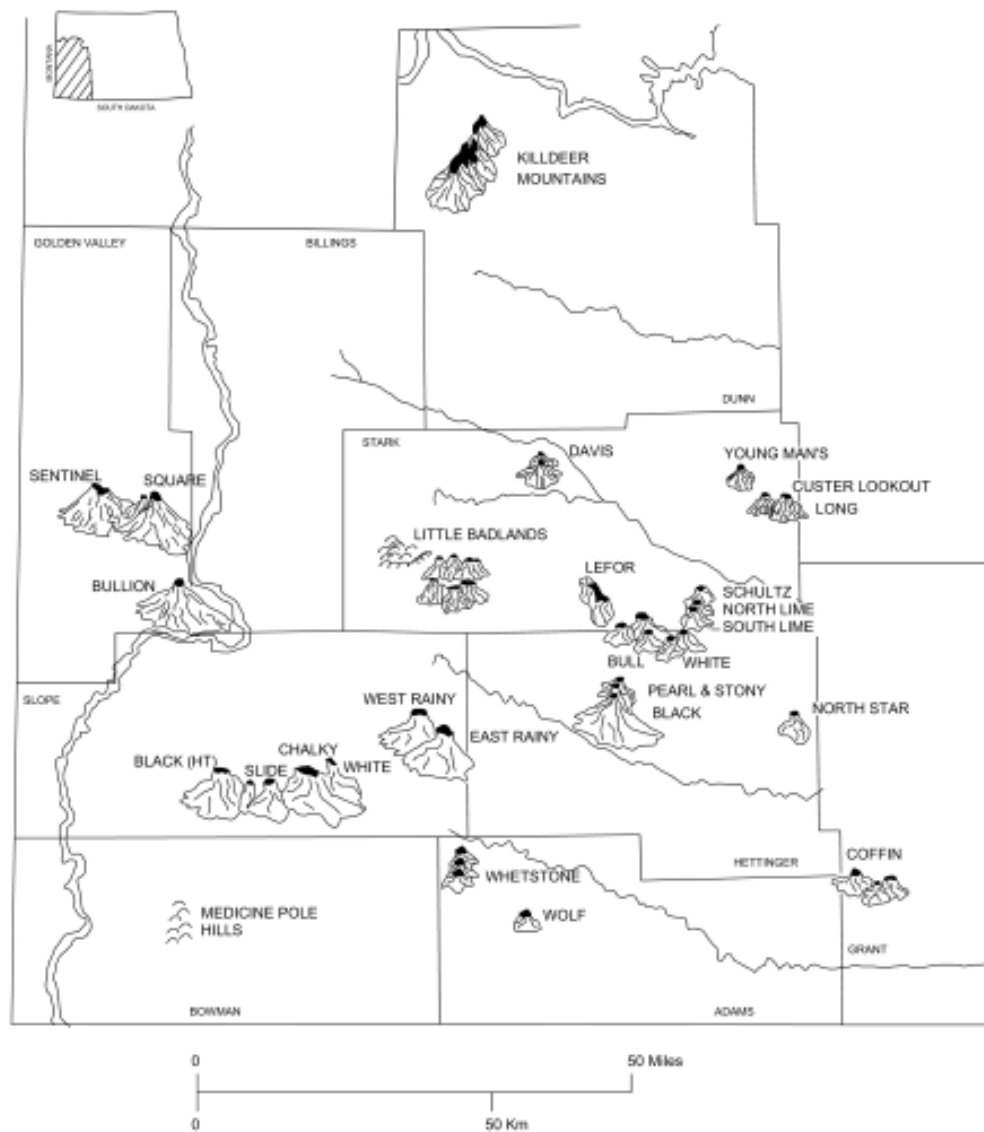 MONTANA
SOUTH DAKOTA
KILLDEER
MOUNTAINS
GOLDEN VALLEY
BILLINGS
DUNN
STARK
DAVIS
YOUNG MAN'S
SENTINEL
SQUARE
CUSTER LOOKOUT
LONG
LITTLE BADLANDS
BULLION
LEFOR
SCHULTZ
NORTH LIME
SOUTH LIME
BULL
WHITE
SLOPE
WEST RAINY
PEARL & STONY
BLACK
NORTH STAR
EAST RAINY
CHALKY
BLACK (HT)
SLIDE
WHITE
HETTINGER
COFFIN
WHETSTONE
MEDICINE POLE
HILLS
WOLF
GRANT
BOWMAN
ADAMS
0
50 Miles
0
50 Km